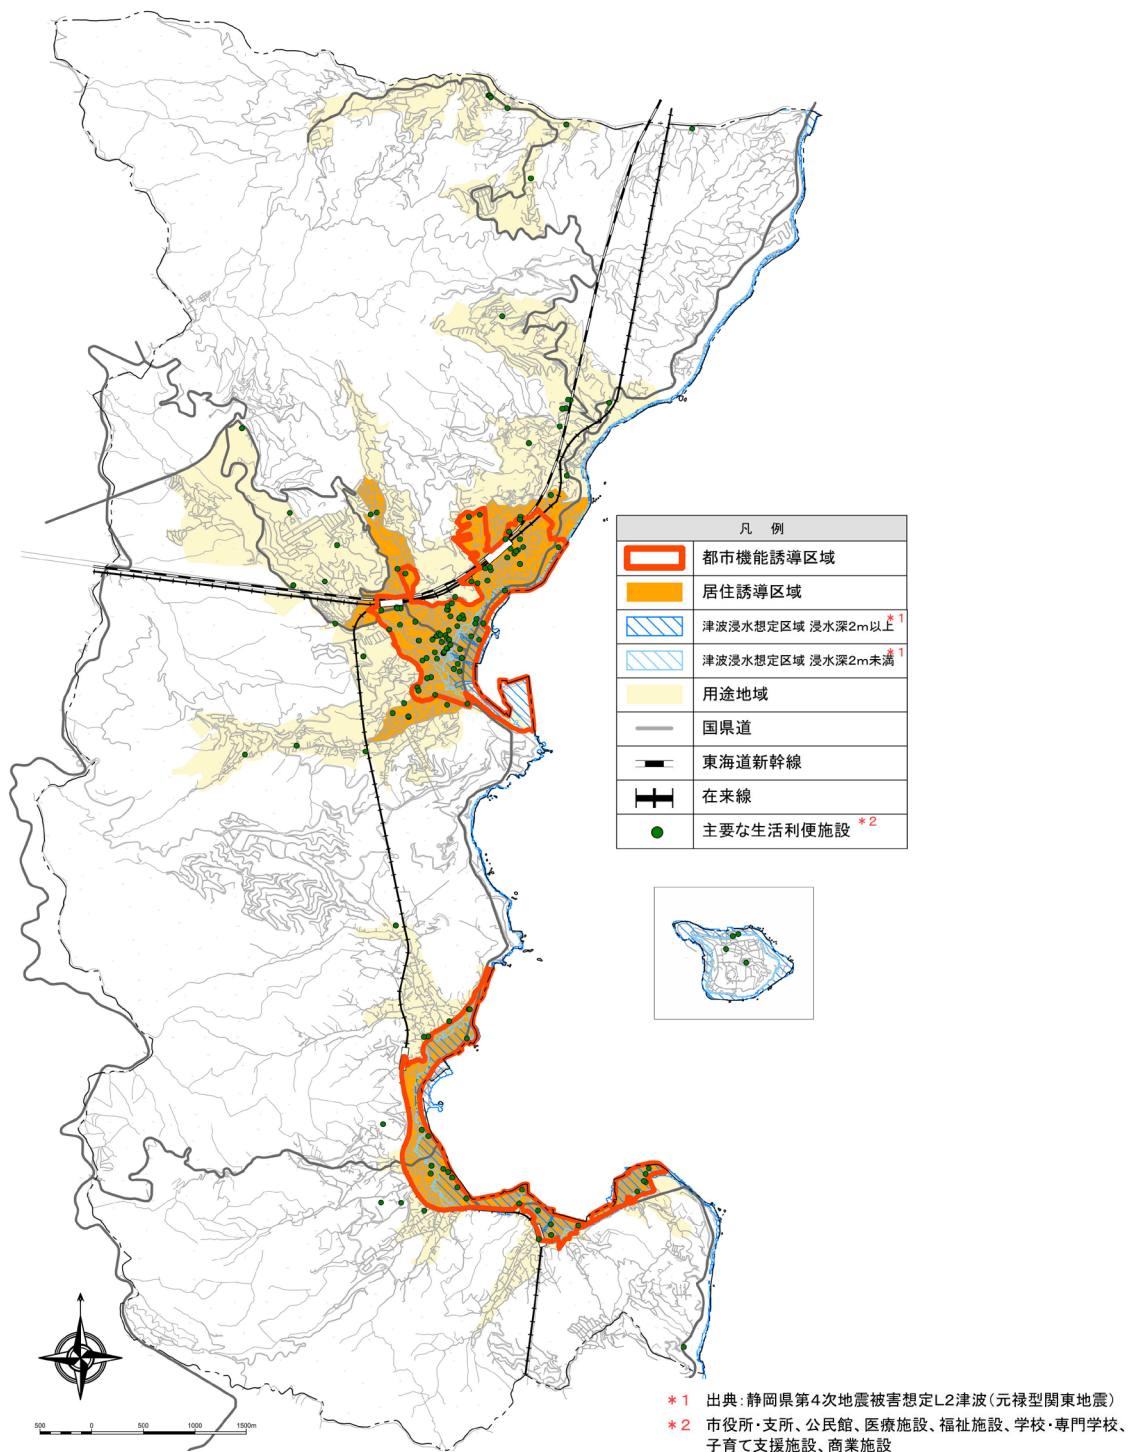 凡　例
都市機能誘導区域
居住誘導区域
津波浸水想定区域 浸水深2m以上＊1
津波浸水想定区域 浸水深2m未満＊1
用途地域
国県道
東海道新幹線
在来線
主要な生活利便施設 ＊2
500 0 500 1000 1500m
＊1 出典：静岡県第4次地震被害想定L2津波（元禄型関東地震）
＊2 市役所・支所、公民館、医療施設、福祉施設、学校・専門学校、
子育て支援施設、商業施設